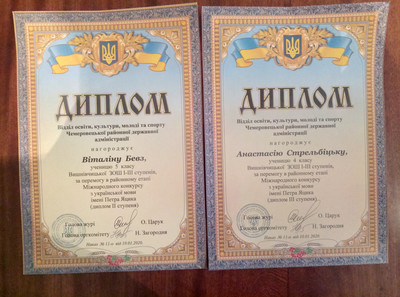 ДИПЛОМ
Відділ освіти, культури, молоді та спорту
Чемеровецької районної державної
адміністрації
нагороджує
Віталіну Бевз,
ученицю 5 класу
ЗОШ І-ІІІ ступенів,
за перемогу в районному етапі
Міжнародного конкурсу
з української мови
імені Петра Яцика
(диплом ІІ ступеня)
Голова журі О. Царук
Голова оргкомітету Н. Загородня
ДИПЛОМ
Відділ освіти, культури, молоді та спорту
Чемеровецької районної державної
адміністрації
нагороджує
Анастасію Стрельбіцьку,
ученицю 6 класу
ЗОШ І-ІІІ ступенів,
за перемогу в районному етапі
Міжнародного конкурсу
з української мови
імені Петра Яцика
(диплом ІІІ ступеня)
Голова журі О. Царук
Голова оргкомітету Н. Загородня